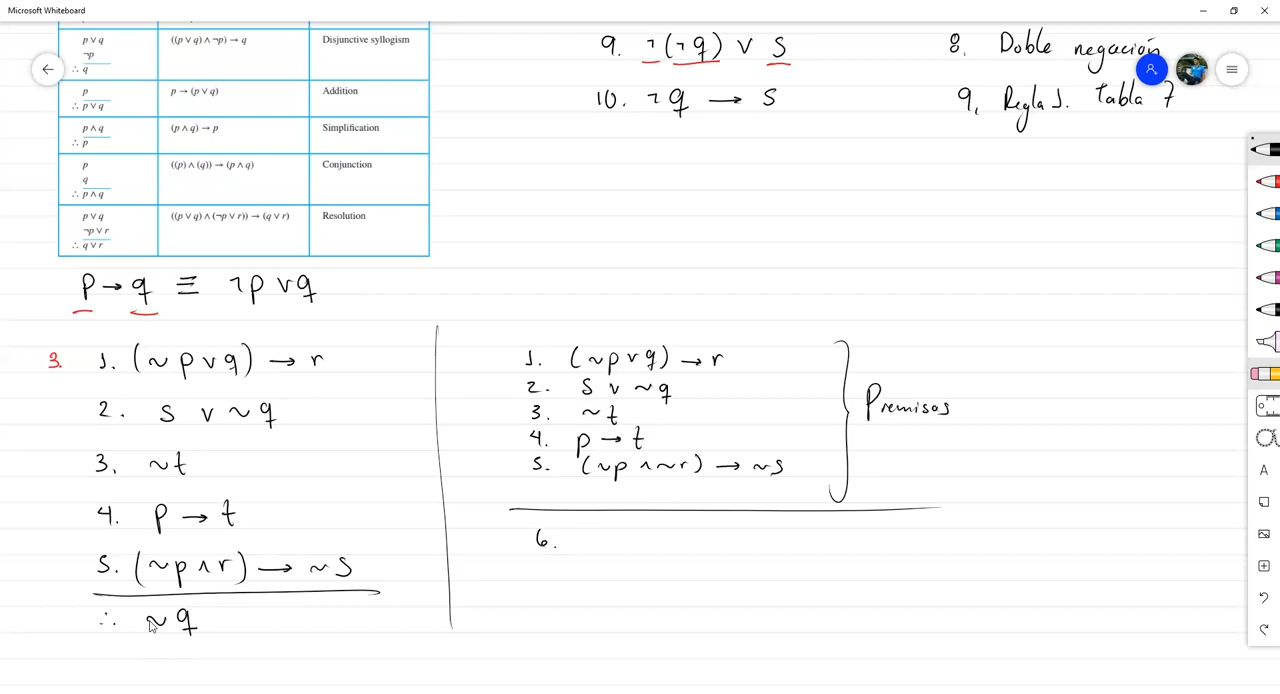 Microsoft Whiteboard
p ∨ q
¬p
∴ q
((p ∨ q) ∧ ¬p) → q
Disjunctive syllogism
p
∴ p ∨ q
p → (p ∨ q)
Addition
p ∧ q
∴ p
(p ∧ q) → p
Simplification
p
q
∴ p ∧ q
((p) ∧ (q)) → (p ∧ q)
Conjunction
p ∨ q
¬p ∨ r
∴ q ∨ r
((p ∨ q) ∧ (¬p ∨ r)) → (q ∨ r)
Resolution
9. ¬(¬q) ∨ S
10. ¬q → s
8. Doble negación
9. Regla 1. tabla 7
p → q ≡ ¬p ∨ q
3. 1. (~p ∨ q) → r
2. S ∨ ~q
3. ~t
4. p → t
5. (~p ∧ r) → ~s
∴ ~q
1. (~p ∨ q) → r
2. S ∨ ~q
3. ~t
4. p → t
5. (~p ∧ ~r) → ~s
Premisas
6.
A